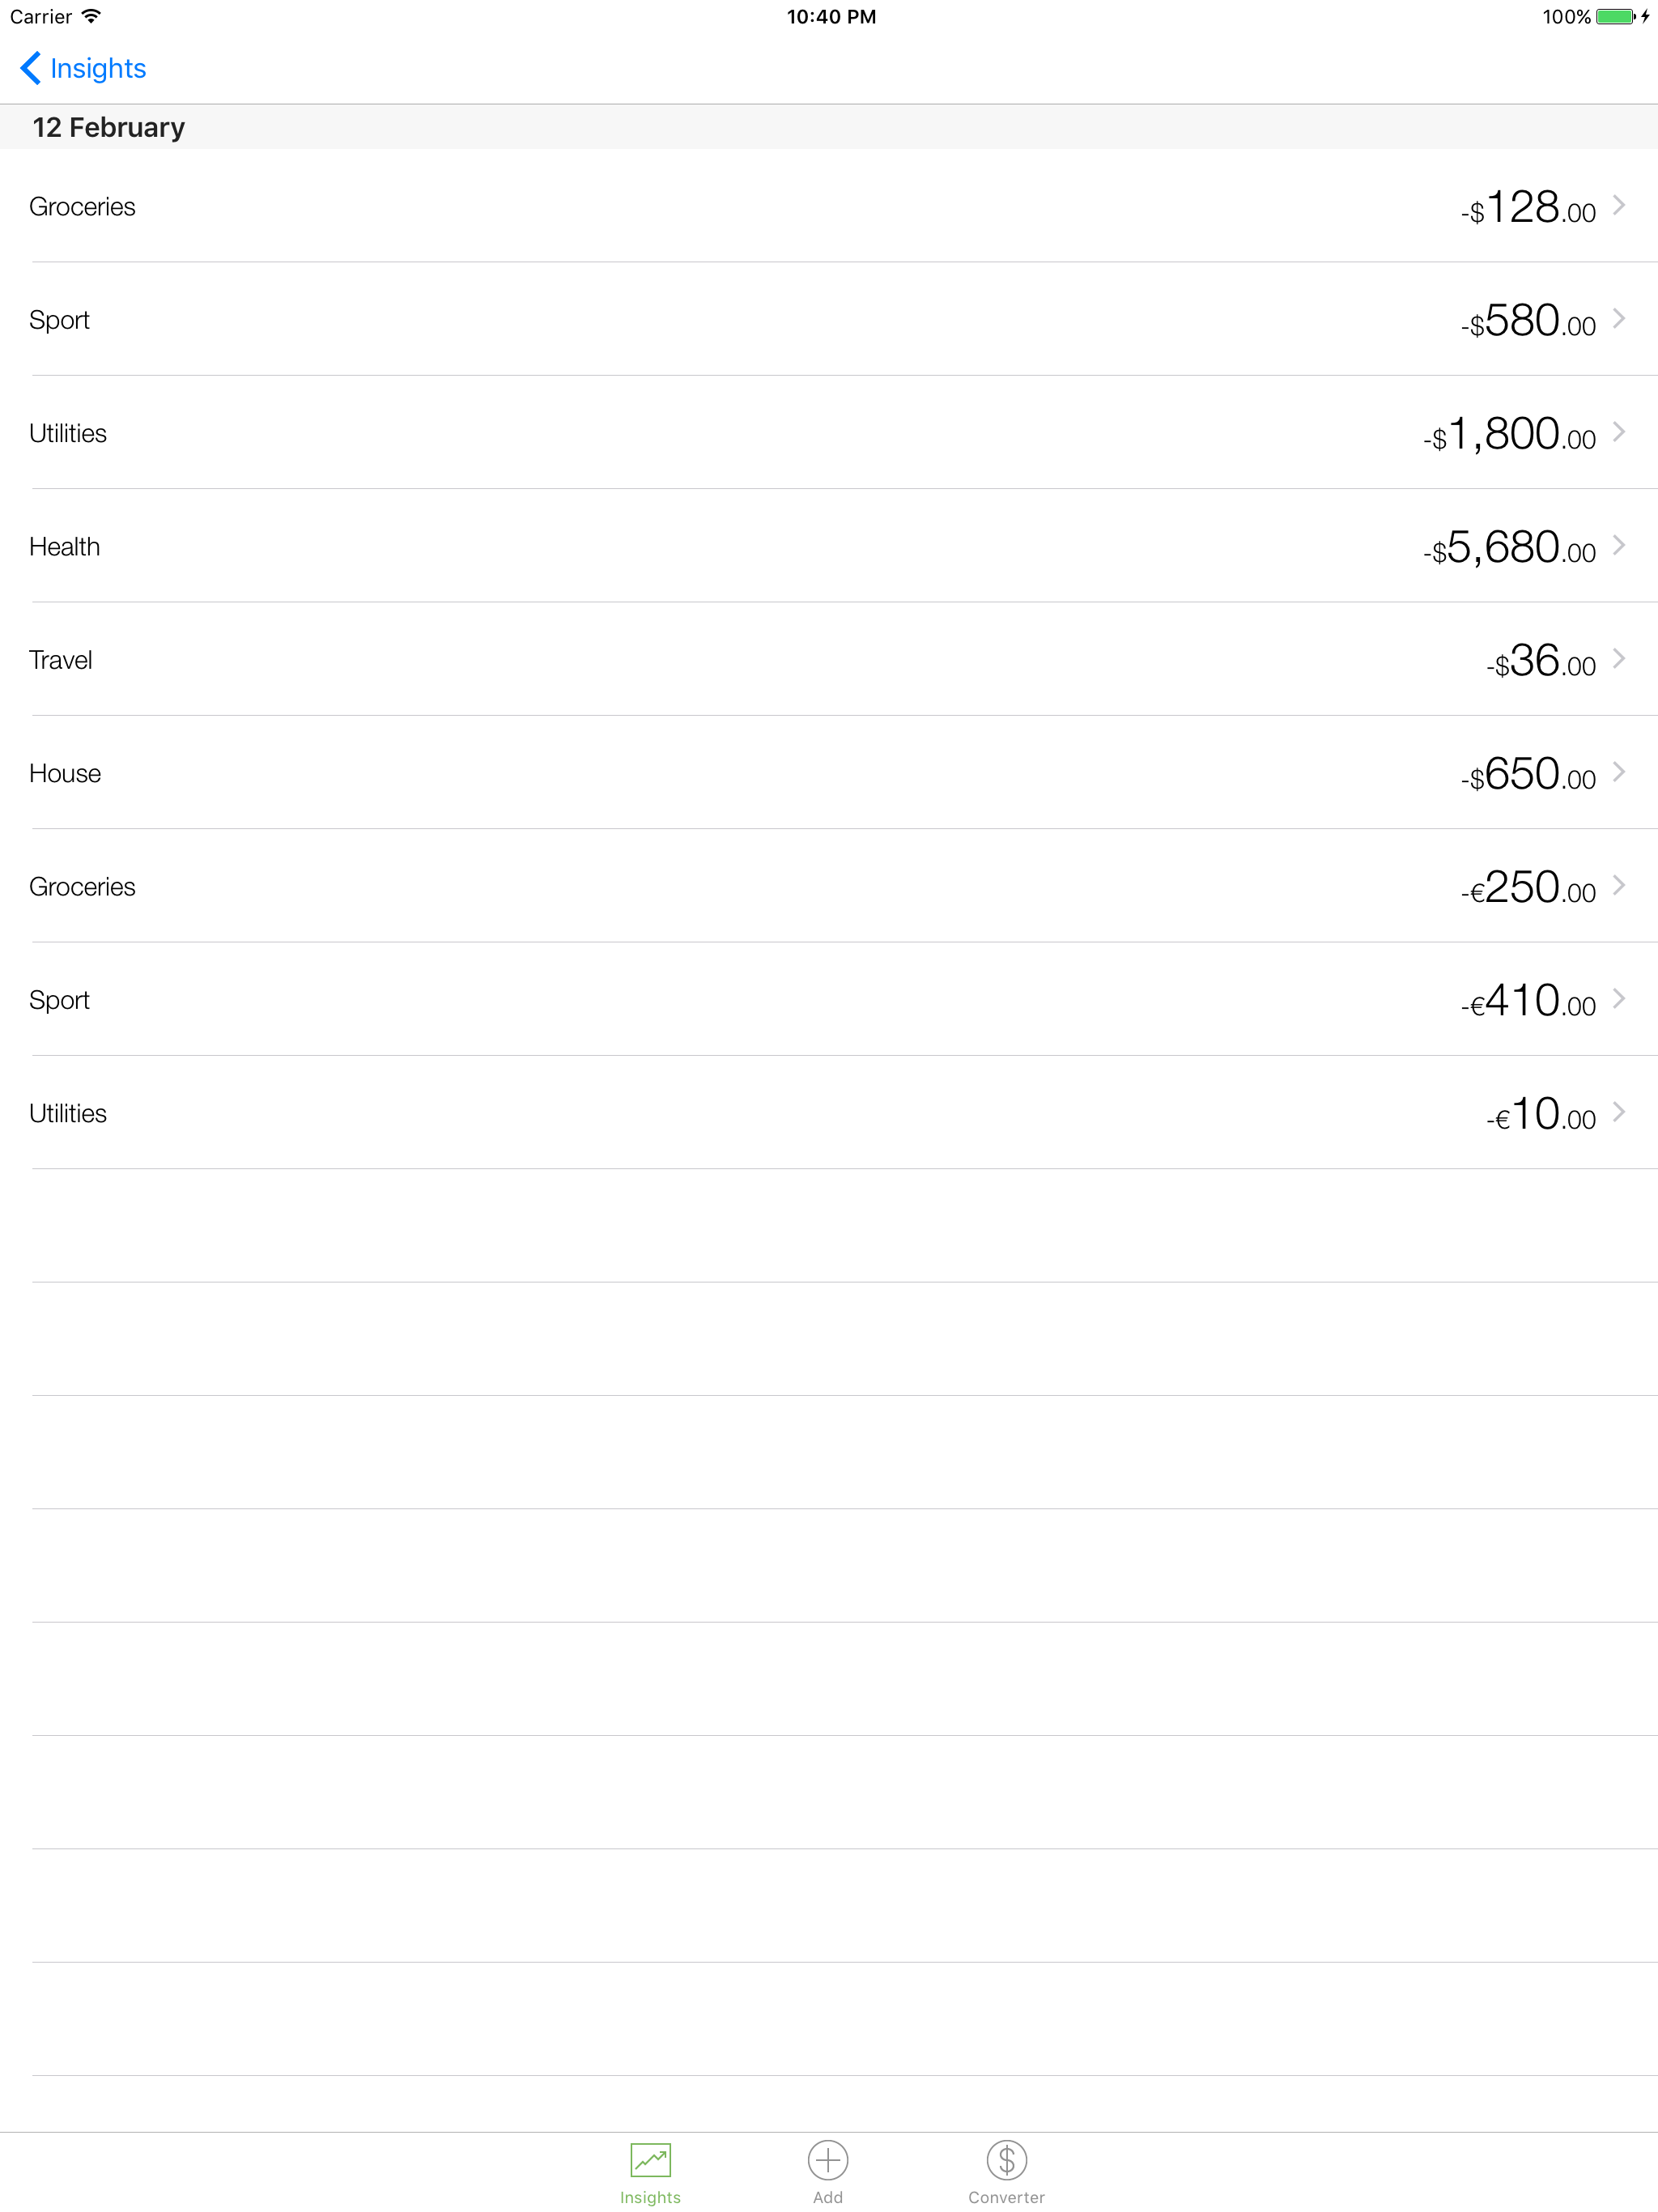 Carrier 10:40 PM 100%
Insights
12 February
Groceries -$128.00
Sport -$580.00
Utilities -$1,800.00
Health -$5,680.00
Travel -$36.00
House -$650.00
Groceries -€250.00
Sport -€410.00
Utilities -€10.00
Insights Add Converter